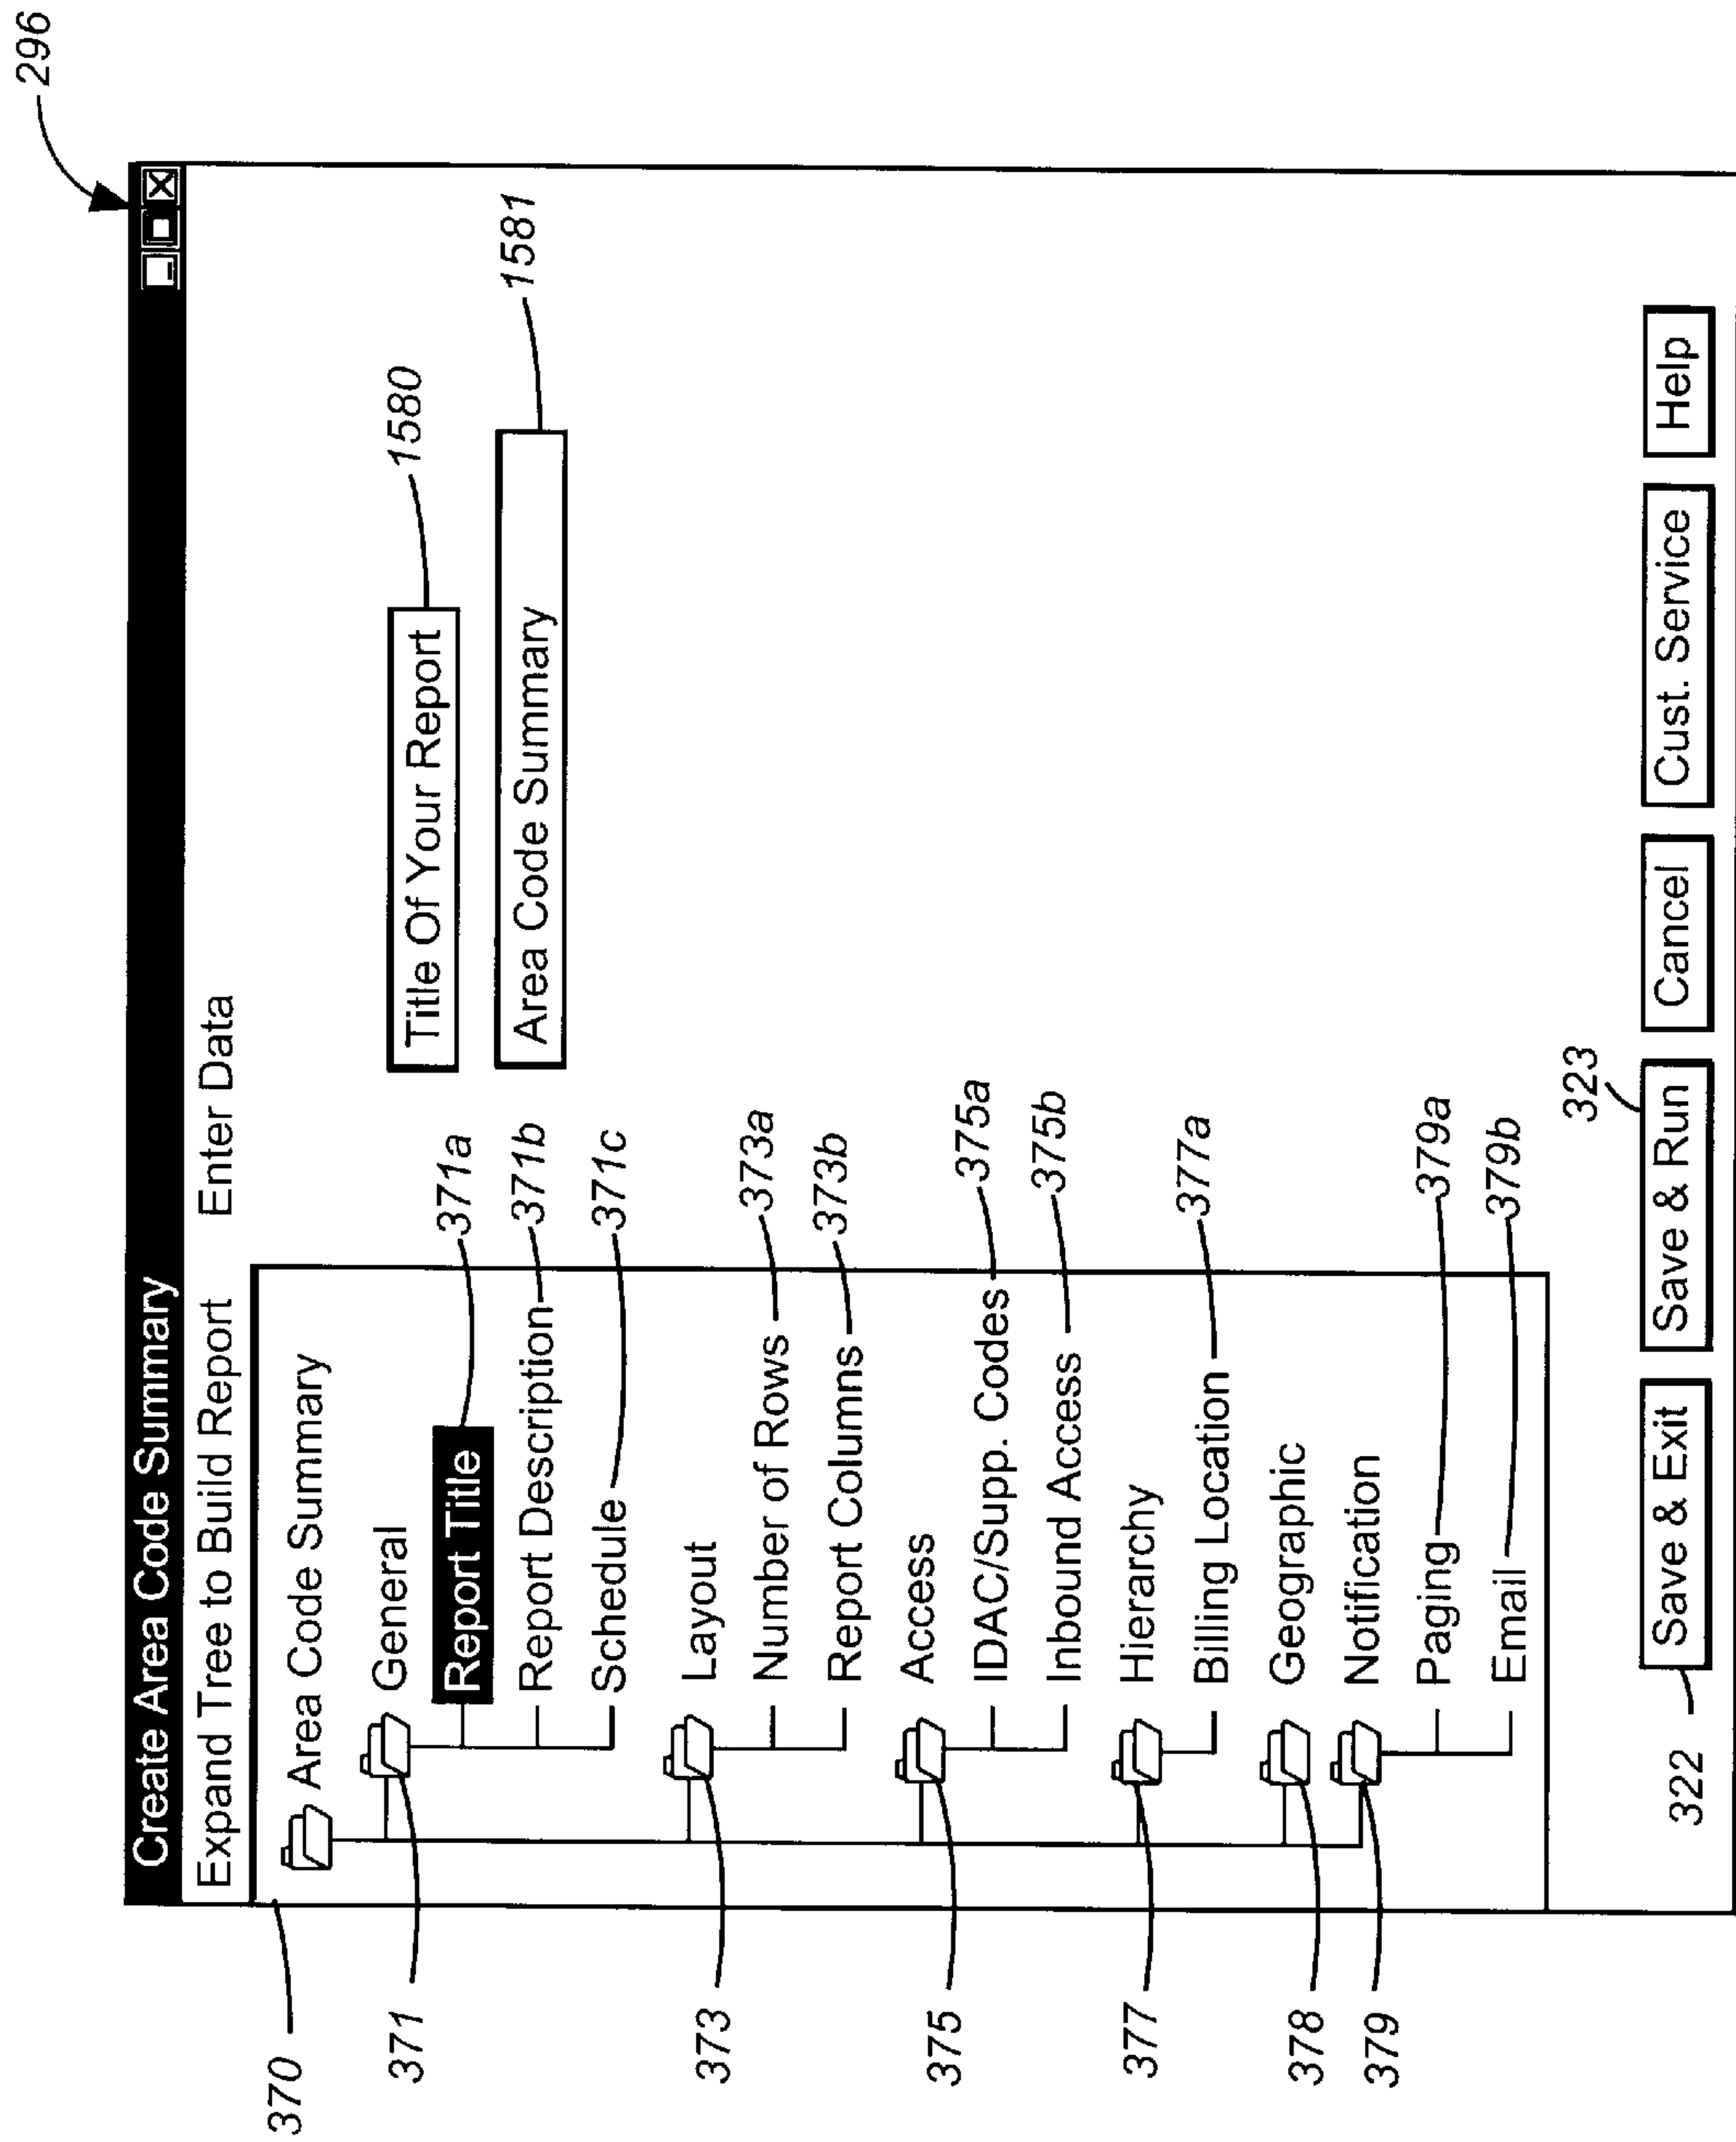 296
Create Area Code Summary
Expand Tree to Build Report Enter Data
370
Area Code Summary
371
General
Report Title 371a
Report Description 371b
Schedule 371c
Title Of Your Report 1580
Area Code Summary 1581
373
Layout
Number of Rows 373a
Report Columns 373b
375
Access
IDAC/Supp. Codes 375a
Inbound Access 375b
377
Hierarchy
Billing Location 377a
378
Geographic
379
Notification
Paging 379a
Email 379b
322 323
Save & Exit Save & Run Cancel Cust. Service Help